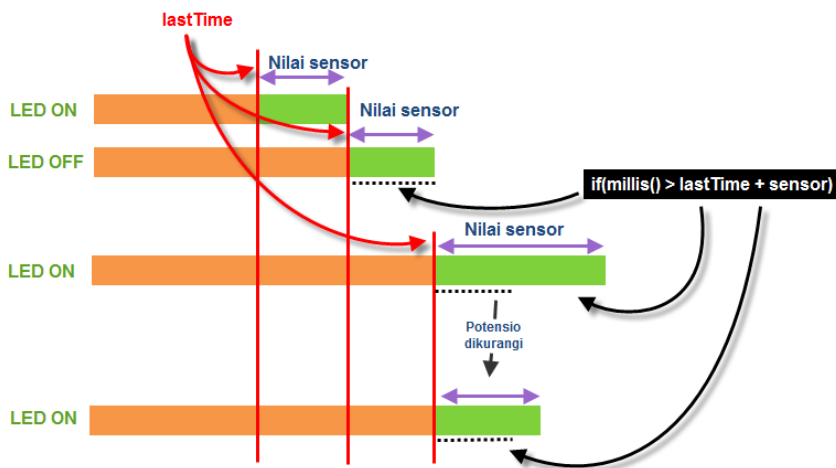 lastTime
Nilai sensor
LED ON
Nilai sensor
LED OFF
if(millis() > lastTime + sensor)
Nilai sensor
LED ON
Potensio
dikurangi
LED ON